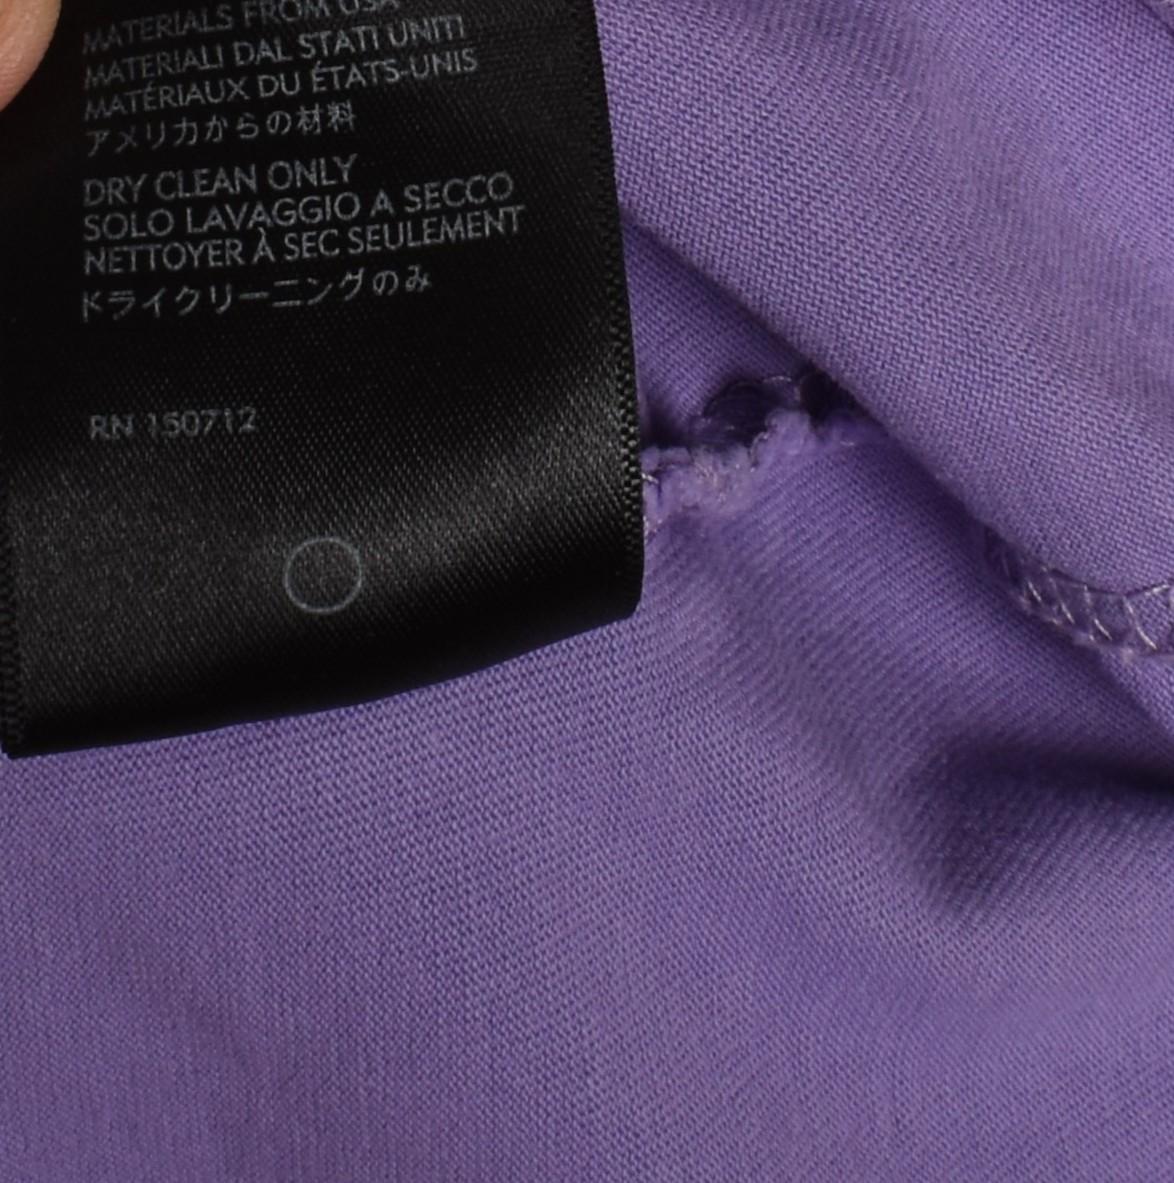 MATERIALS FROM USA
MATERIALI DAL STATI UNITI
MATÉRIAUX DU ÉTATS-UNIS
アメリカからの材料
DRY CLEAN ONLY
SOLO LAVAGGIO A SECCO
NETTOYER À SEC SEULEMENT
ドライクリーニングのみ
RN 150712